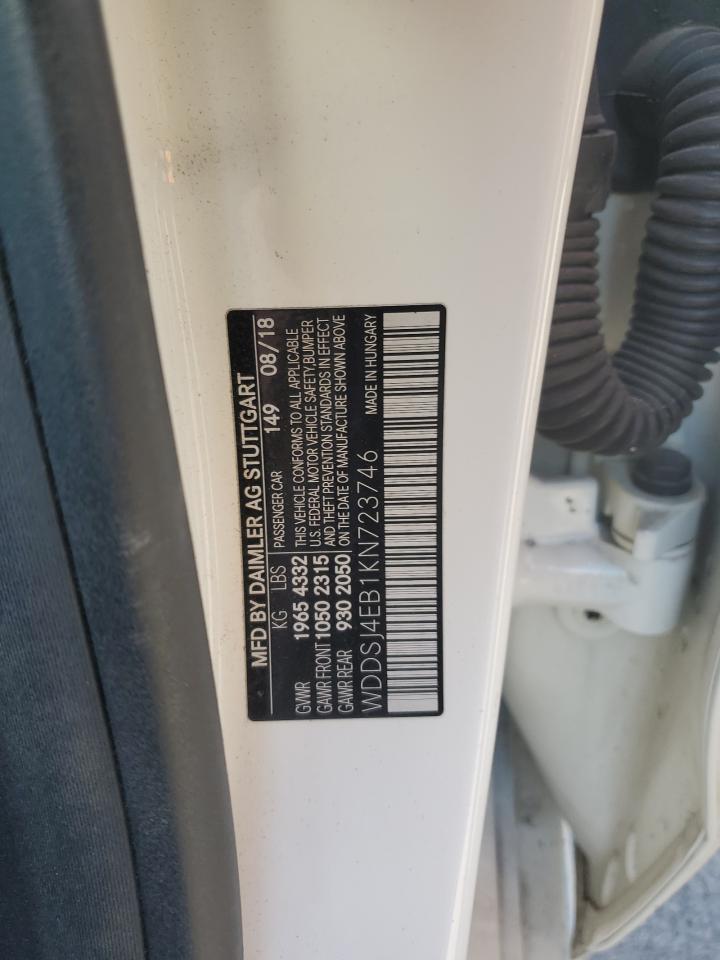 MFD BY DAIMLER AG STUTTGART
KG LBS PASSENGER CAR 149 08/18
GVWR 1965 4332 THIS VEHICLE CONFORMS TO ALL APPLICABLE
U.S. FEDERAL MOTOR VEHICLE SAFETY,BUMPER
GAWR FRONT 1050 2315 AND THEFT PREVENTION STANDARDS IN EFFECT
GAWR REAR 930 2050 ON THE DATE OF MANUFACTURE SHOWN ABOVE
WDDSJ4EB1KN723746 MADE IN HUNGARY